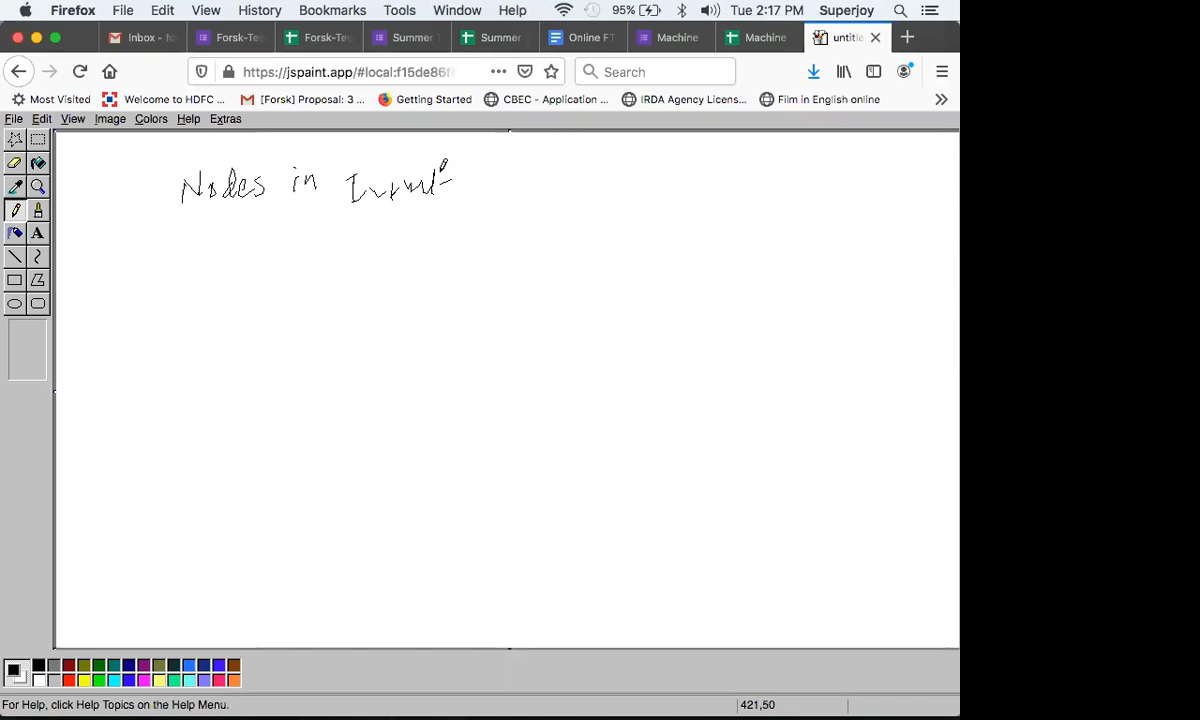 Firefox File Edit View History Bookmarks Tools Window Help 95% Tue 2:17 PM Superjoy
Inbox - Forsk-Te Forsk-Te Summer T Summer Online FT Machine Machine untitl
https://jspaint.app/#local:f15de86f Search
Most Visited Welcome to HDFC ... [Forsk] Proposal: 3 ... Getting Started CBEC - Application ... IRDA Agency Licens... Film in English online
File Edit View Image Colors Help Extras
Nodes in
For Help, click Help Topics on the Help Menu. 421,50